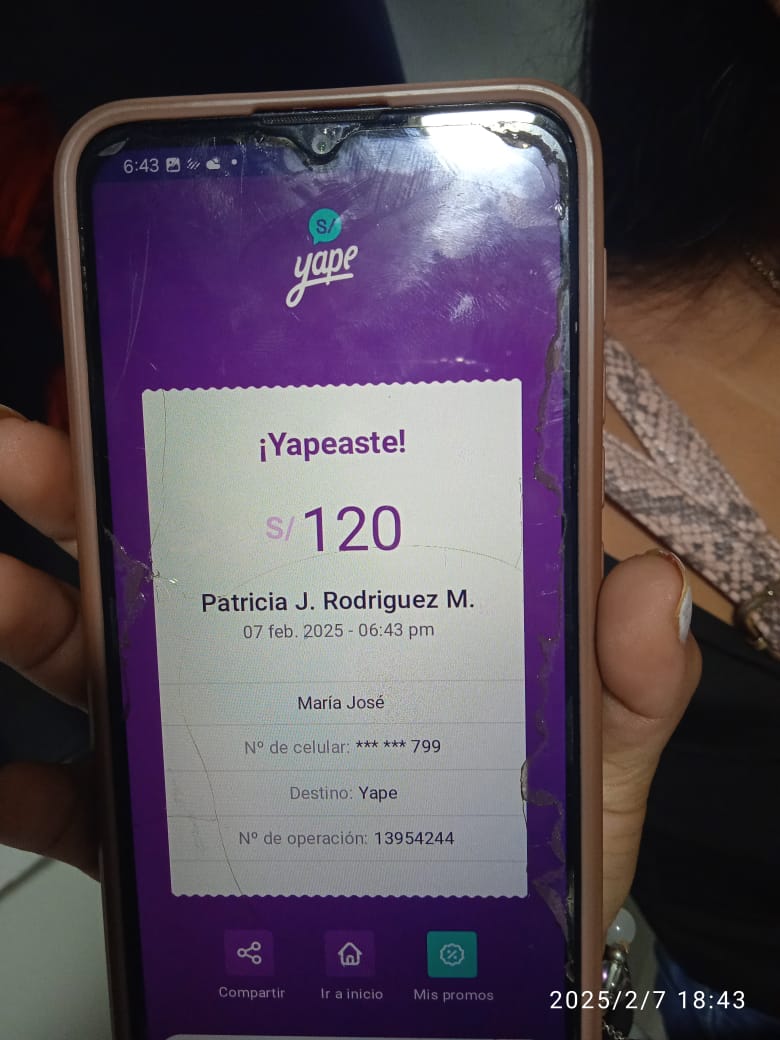 6:43
S/
yape
¡Yapeaste!
S/ 120
Patricia J. Rodriguez M.
07 feb. 2025 - 06:43 pm
María José
Nº de celular: *** *** 799
Destino: Yape
Nº de operación: 13954244
Compartir Ir a inicio Mis promos
2025/2/7 18:43